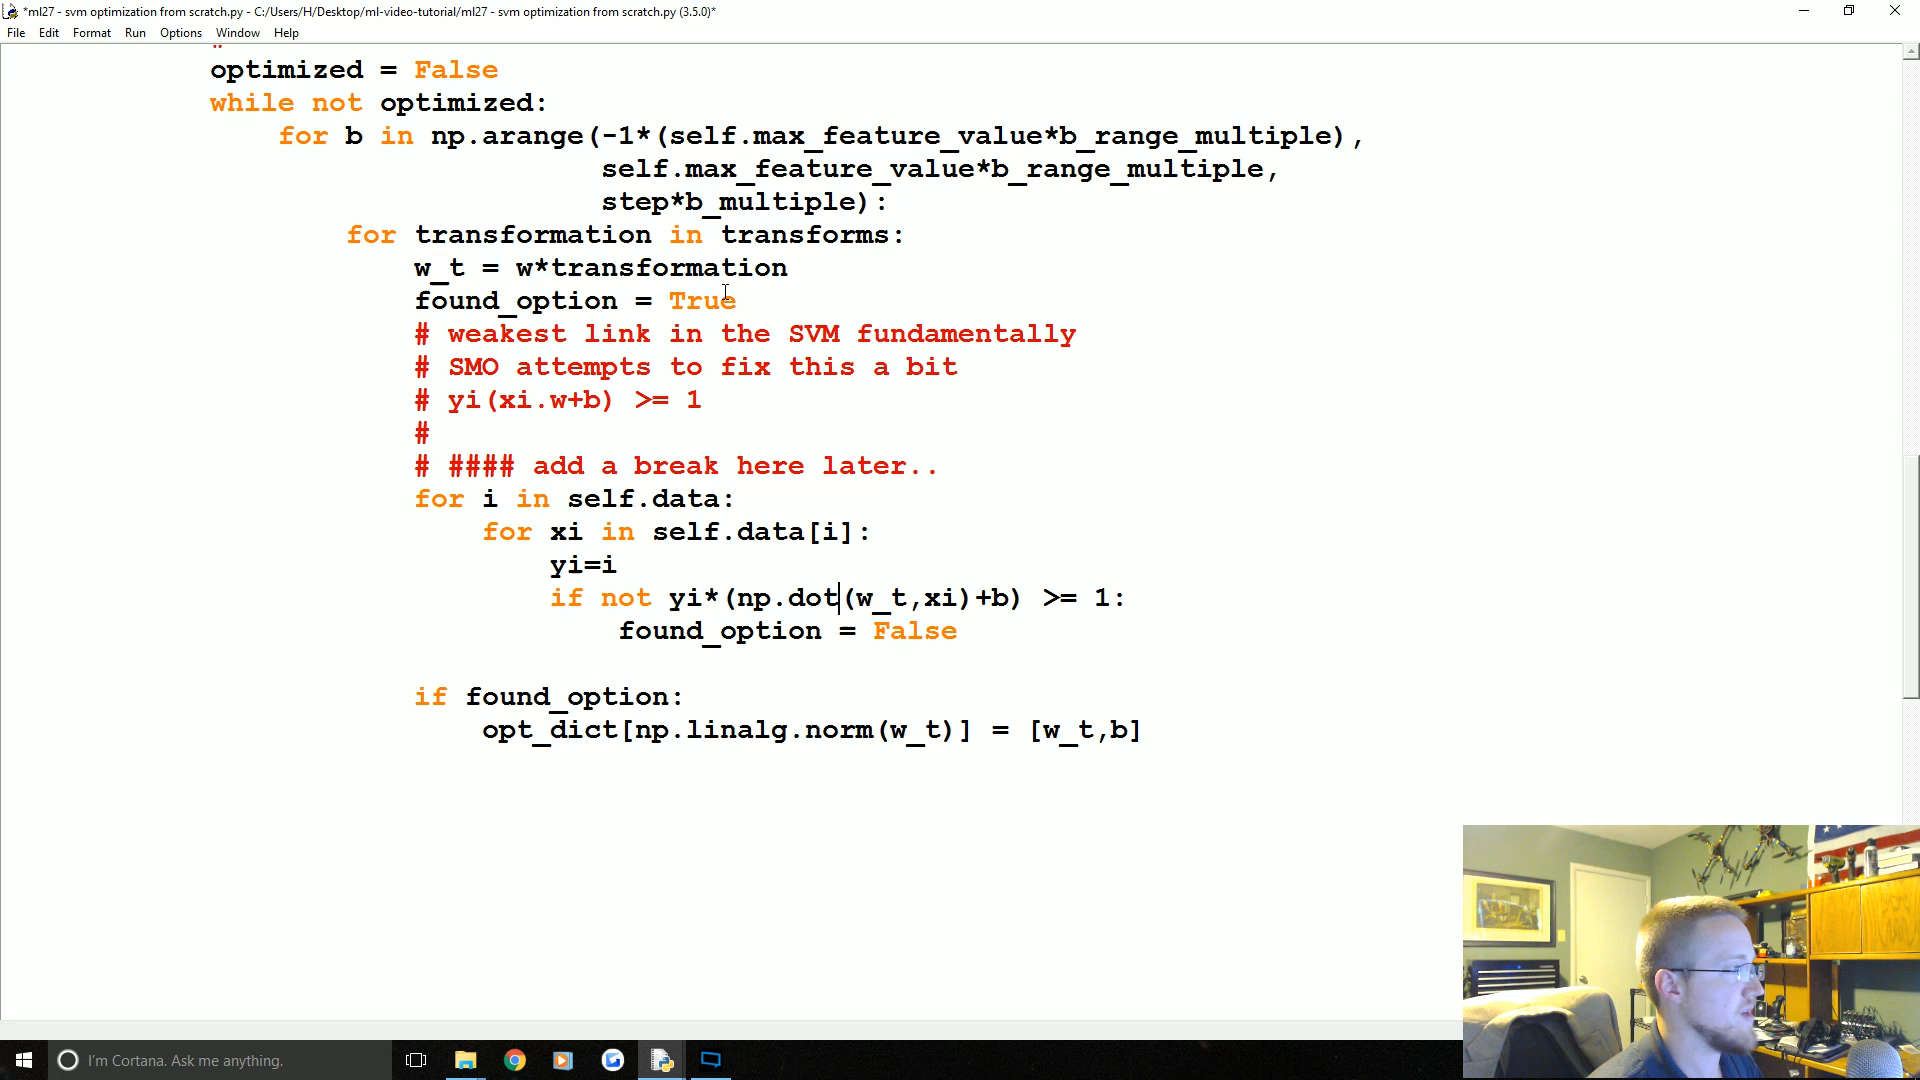 *ml27 - svm optimization from scratch.py - C:/Users/H/Desktop/ml-video-tutorial/ml27 - svm optimization from scratch.py (3.5.0)*
File Edit Format Run Options Window Help
optimized = False
while not optimized:
for b in np.arange(-1*(self.max_feature_value*b_range_multiple),
self.max_feature_value*b_range_multiple,
step*b_multiple):
for transformation in transforms:
w_t = w*transformation
found_option = True
# weakest link in the SVM fundamentally
# SMO attempts to fix this a bit
# yi(xi.w+b) >= 1
#
# #### add a break here later..
for i in self.data:
for xi in self.data[i]:
yi=i
if not yi*(np.dot(w_t,xi)+b) >= 1:
found_option = False
if found_option:
opt_dict[np.linalg.norm(w_t)] = [w_t,b]
I'm Cortana. Ask me anything.